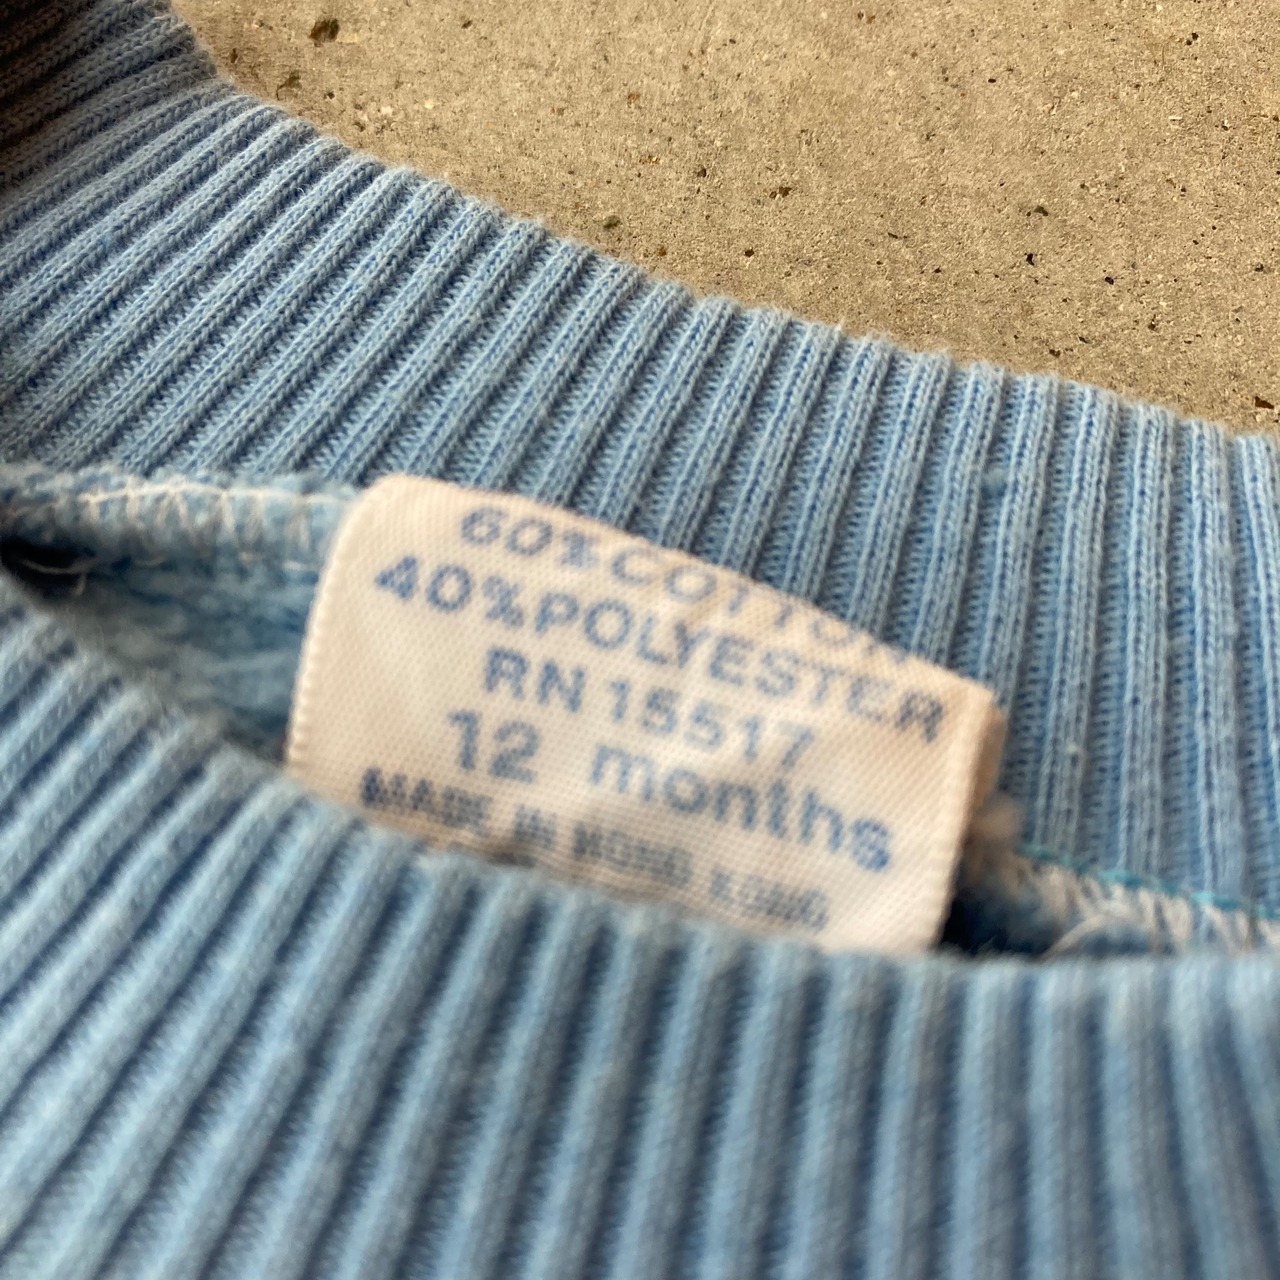 60%COTTON
40%POLYESTER
RN 15517
12 months
MADE IN HONG KONG